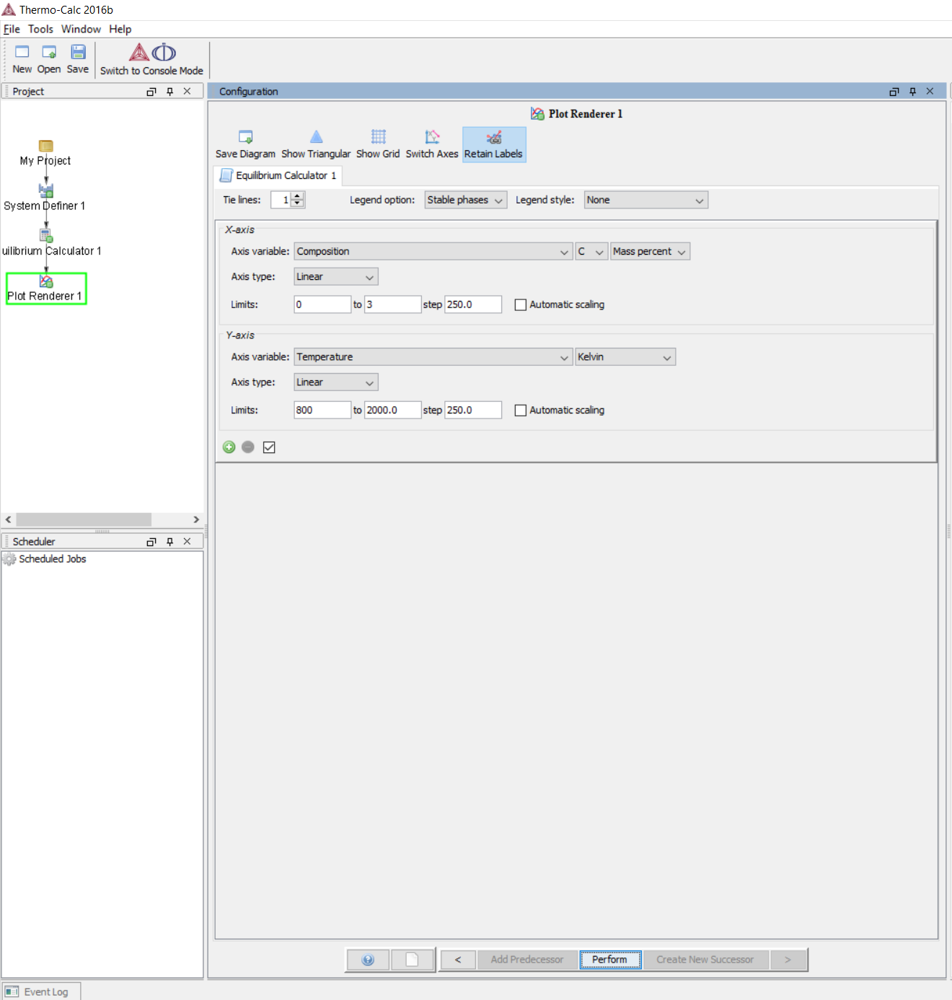 Thermo-Calc 2016b
File Tools Window Help
New Open Save Switch to Console Mode
Project
My Project
System Definer 1
uilibrium Calculator 1
Plot Renderer 1
Scheduler
Scheduled Jobs
Configuration
Plot Renderer 1
Save Diagram Show Triangular Show Grid Switch Axes Retain Labels
Equilibrium Calculator 1
Tie lines: 1 Legend option: Stable phases Legend style: None
X-axis
Axis variable: Composition C Mass percent
Axis type: Linear
Limits: 0 to 3 step 250.0 Automatic scaling
Y-axis
Axis variable: Temperature Kelvin
Axis type: Linear
Limits: 800 to 2000.0 step 250.0 Automatic scaling
< Add Predecessor Perform Create New Successor >
Event Log